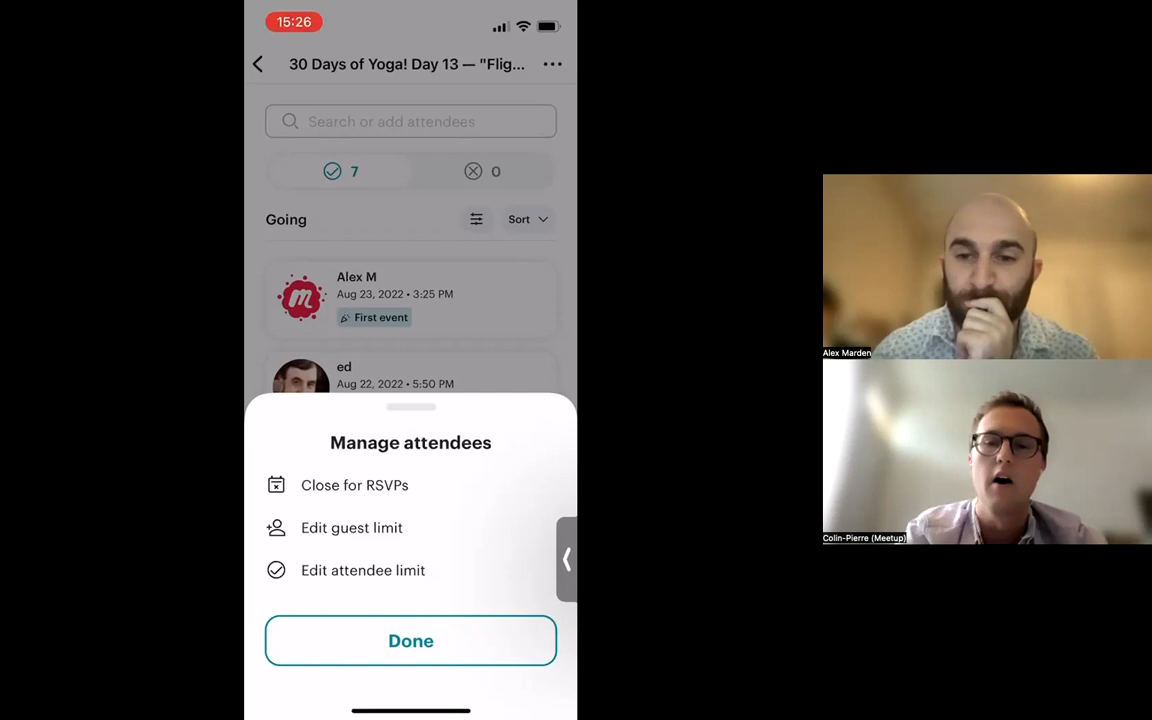 15:26
30 Days of Yoga! Day 13 — "Flig...
Search or add attendees
7
0
Going
Sort
m
Alex M
Aug 23, 2022 • 3:25 PM
First event
ed
Aug 22, 2022 • 5:50 PM
Manage attendees
Close for RSVPs
Edit guest limit
Edit attendee limit
Done
Alex Marden
Colin-Pierre (Meetup)